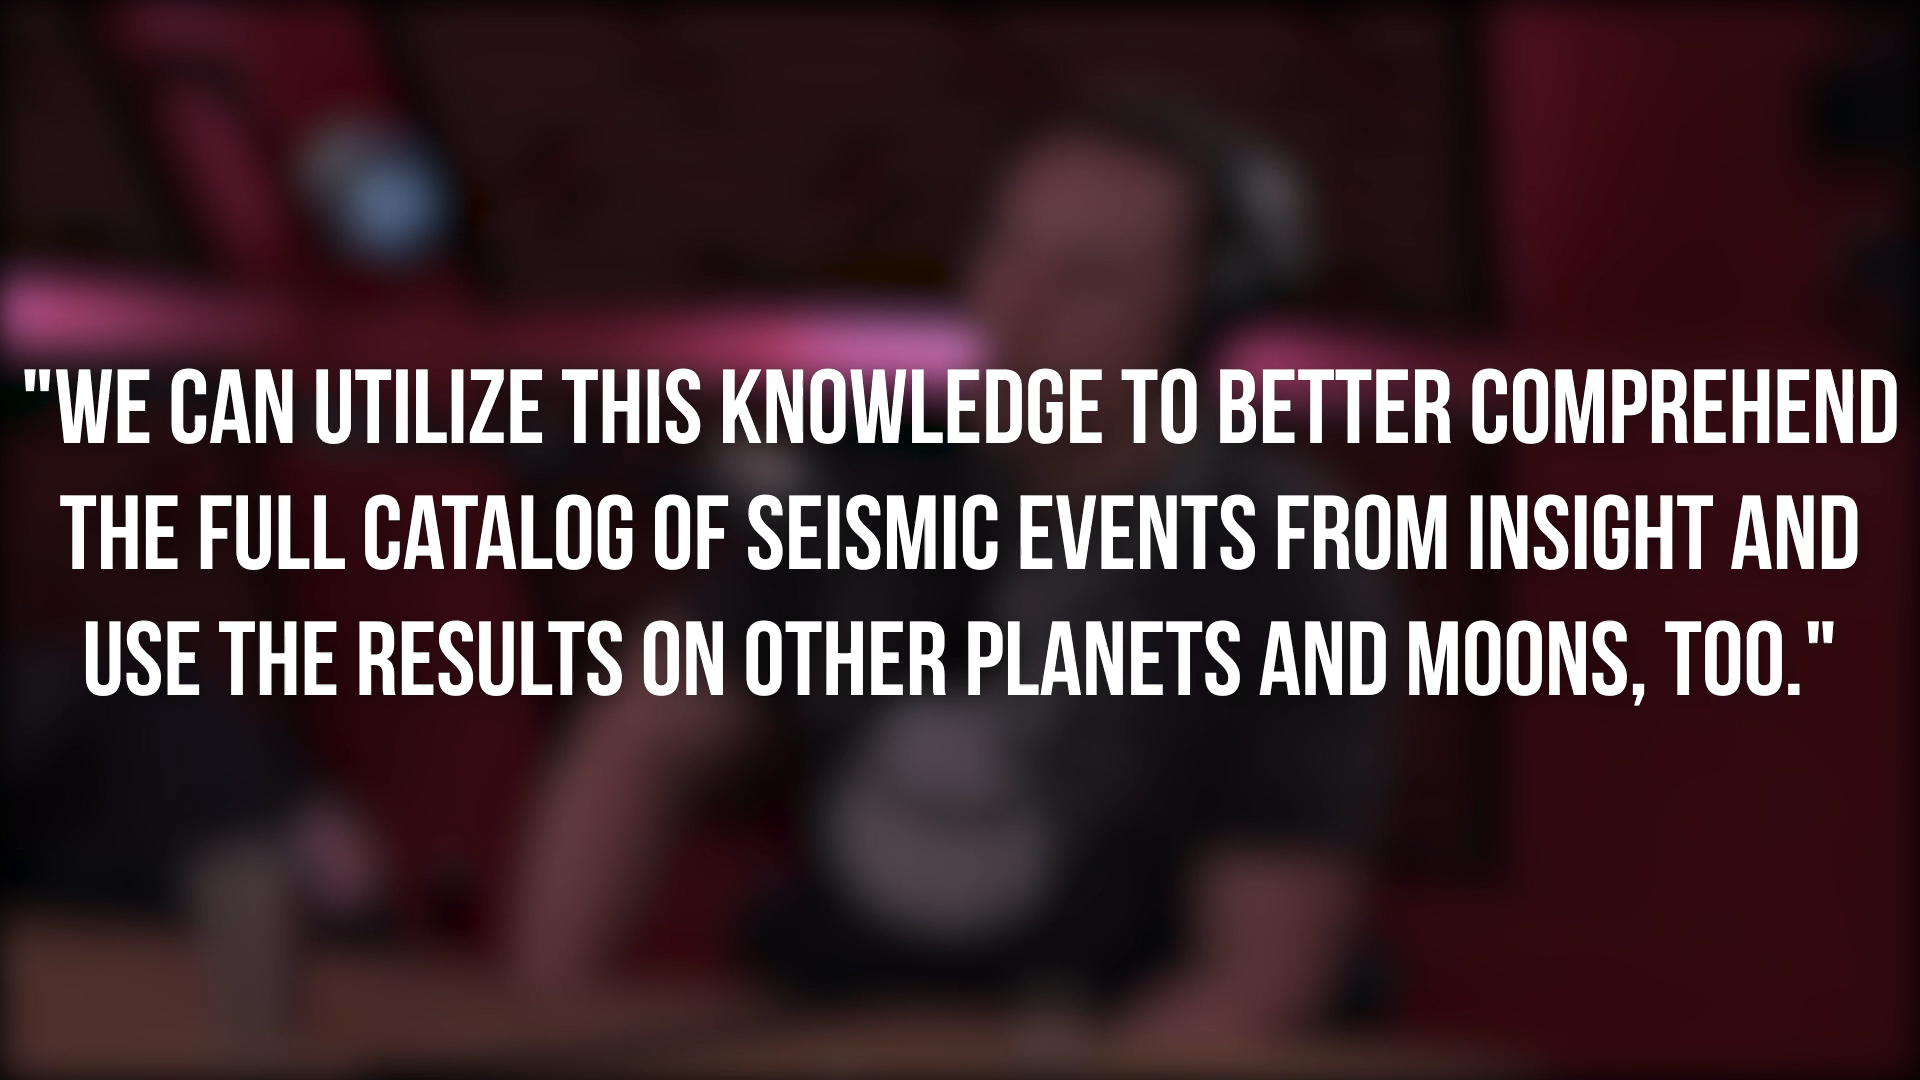 "WE CAN UTILIZE THIS KNOWLEDGE TO BETTER COMPREHEND
THE FULL CATALOG OF SEISMIC EVENTS FROM INSIGHT AND
USE THE RESULTS ON OTHER PLANETS AND MOONS, TOO."